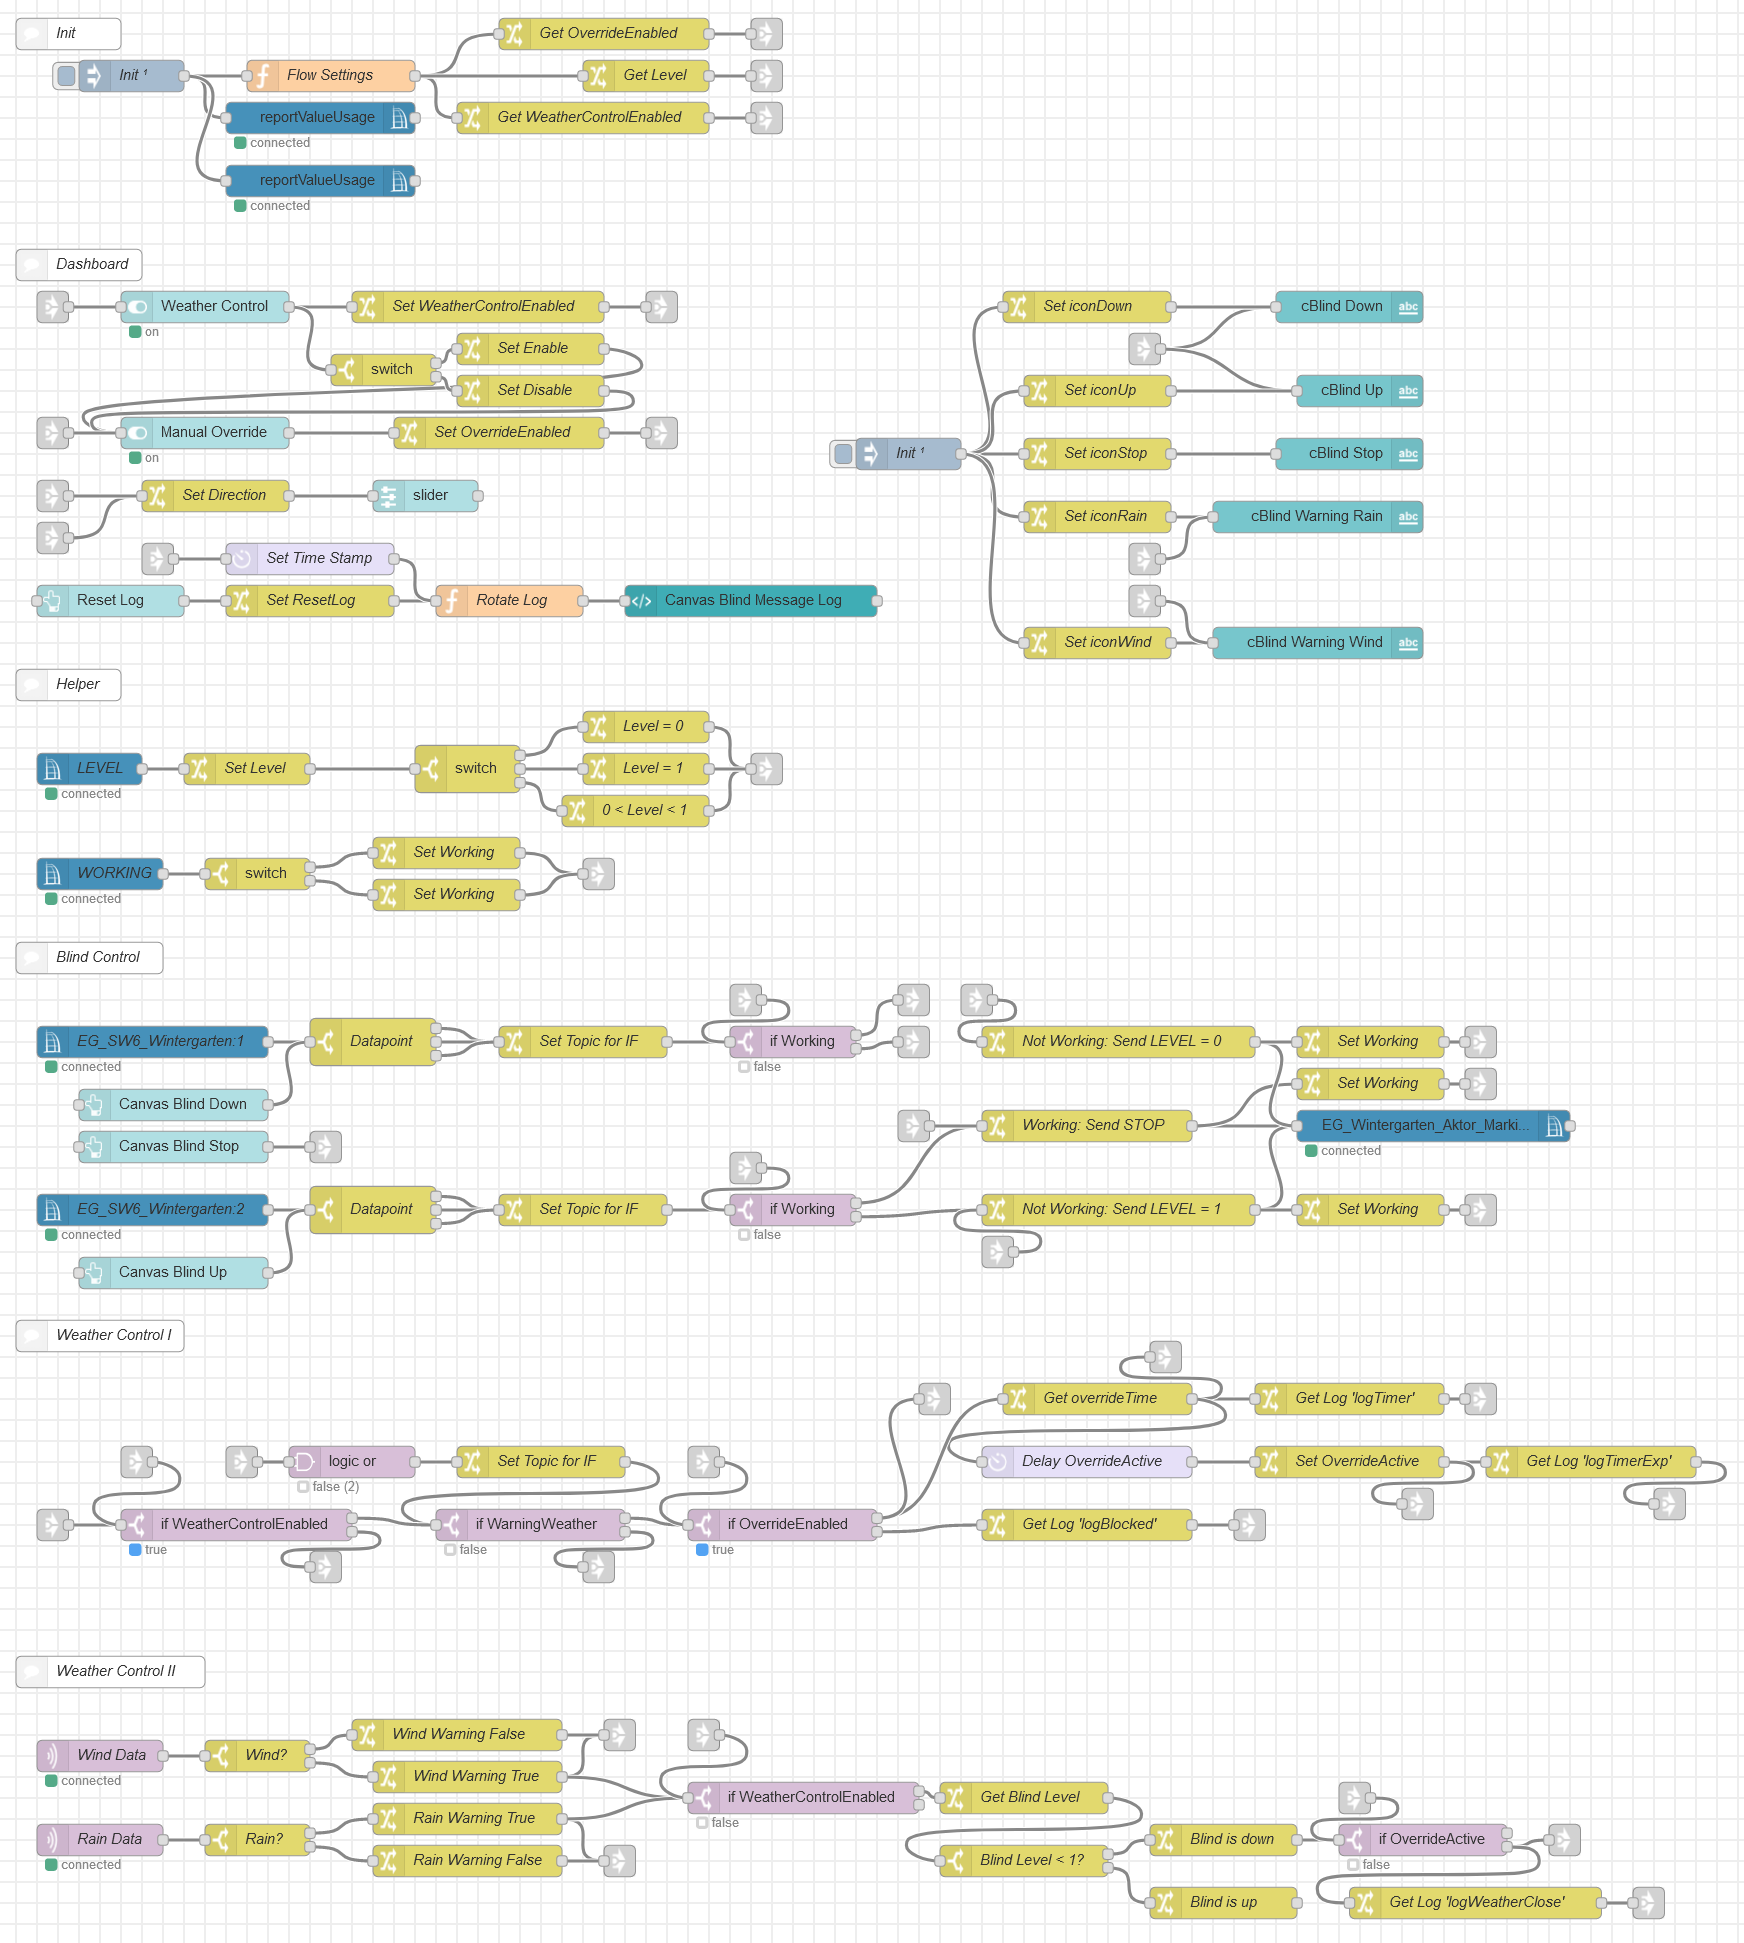 Init
Get OverrideEnabled
Init ¹
Flow Settings
Get Level
reportValueUsage
Get WeatherControlEnabled
connected
reportValueUsage
connected
Dashboard
Weather Control
Set WeatherControlEnabled
Set iconDown
cBlind Down
abc
on
Set Enable
switch
Set Disable
Set iconUp
cBlind Up
abc
Manual Override
Set OverrideEnabled
on
Init ¹
Set iconStop
cBlind Stop
abc
Set Direction
slider
Set iconRain
cBlind Warning Rain
abc
Set Time Stamp
Reset Log
Set ResetLog
Rotate Log
Canvas Blind Message Log
Set iconWind
cBlind Warning Wind
abc
Helper
Level = 0
LEVEL
Set Level
switch
Level = 1
connected
0 < Level < 1
Set Working
WORKING
switch
connected
Set Working
Blind Control
EG_SW6_Wintergarten:1
Datapoint
Set Topic for IF
if Working
Not Working: Send LEVEL = 0
Set Working
connected
false
Set Working
Canvas Blind Down
Working: Send STOP
EG_Wintergarten_Aktor_Marki...
Canvas Blind Stop
connected
EG_SW6_Wintergarten:2
Datapoint
Set Topic for IF
if Working
Not Working: Send LEVEL = 1
Set Working
connected
false
Canvas Blind Up
Weather Control I
Get overrideTime
Get Log 'logTimer'
logic or
Set Topic for IF
Delay OverrideActive
Set OverrideActive
Get Log 'logTimerExp'
false (2)
if WeatherControlEnabled
if WarningWeather
if OverrideEnabled
Get Log 'logBlocked'
true
false
true
Weather Control II
Wind Warning False
Wind Data
Wind?
connected
Wind Warning True
if WeatherControlEnabled
Get Blind Level
Rain Warning True
false
Rain Data
Rain?
Blind is down
if OverrideActive
connected
Rain Warning False
Blind Level < 1?
false
Blind is up
Get Log 'logWeatherClose'